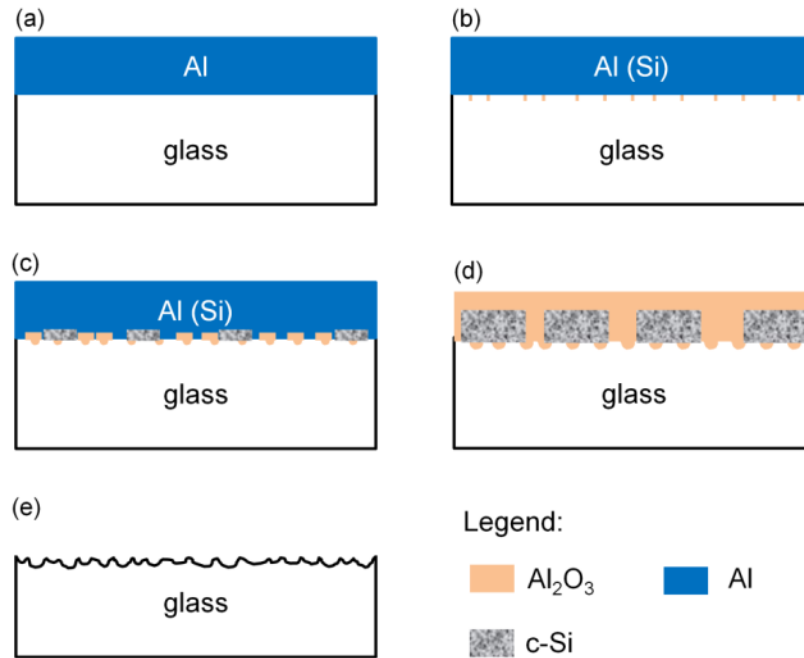 (a)
Al
glass
(b)
Al (Si)
glass
(c)
Al (Si)
glass
(d)
glass
(e)
glass
Legend:
Al₂O₃
Al
c-Si